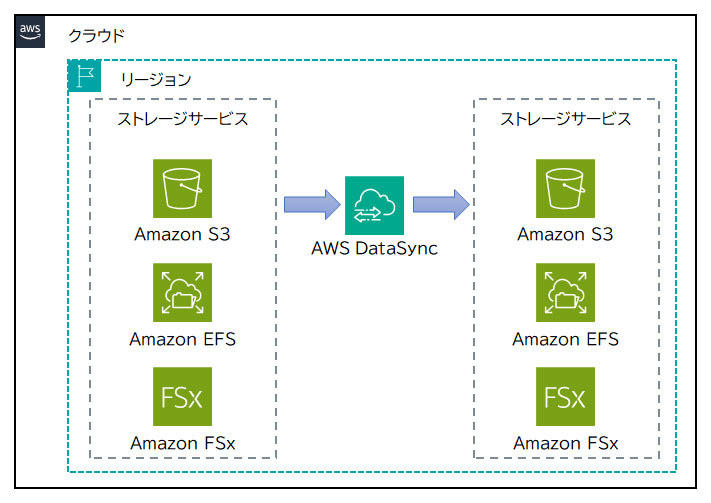 aws
クラウド
リージョン
ストレージサービス
Amazon S3
Amazon EFS
FSx
Amazon FSx
AWS DataSync
ストレージサービス
Amazon S3
Amazon EFS
FSx
Amazon FSx